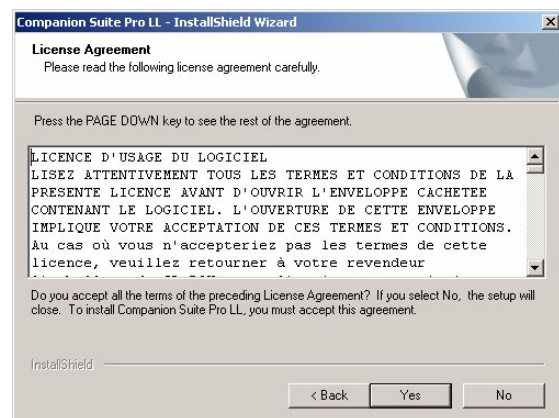 Companion Suite Pro LL - InstallShield Wizard
License Agreement
Please read the following license agreement carefully.
Press the PAGE DOWN key to see the rest of the agreement.
LICENCE D'USAGE DU LOGICIEL
LISEZ ATTENTIVEMENT TOUS LES TERMES ET CONDITIONS DE LA
PRESENTE LICENCE AVANT D'OUVRIR L'ENVELOPPE CACHETEE
CONTENANT LE LOGICIEL. L'OUVERTURE DE CETTE ENVELOPPE
IMPLIQUE VOTRE ACCEPTATION DE CES TERMES ET CONDITIONS.
Au cas où vous n'accepteriez pas les termes de cette
licence, veuillez retourner à votre revendeur
Do you accept all the terms of the preceding License Agreement? If you select No, the setup will
close. To install Companion Suite Pro LL, you must accept this agreement.
InstallShield
< Back Yes No